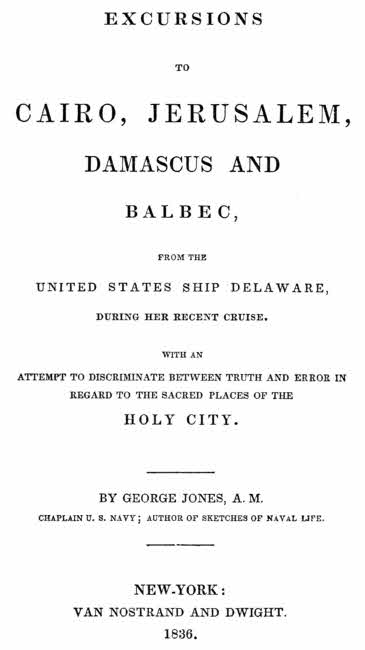 EXCURSIONS
TO
CAIRO, JERUSALEM,
DAMASCUS AND
BALBEC,
FROM THE
UNITED STATES SHIP DELAWARE,
DURING HER RECENT CRUISE.
WITH AN
ATTEMPT TO DISCRIMINATE BETWEEN TRUTH AND ERROR IN
REGARD TO THE SACRED PLACES OF THE
HOLY CITY.
BY GEORGE JONES, A. M.
CHAPLAIN U. S. NAVY; AUTHOR OF SKETCHES OF NAVAL LIFE.
NEW-YORK:
VAN NOSTRAND AND DWIGHT.
1836.